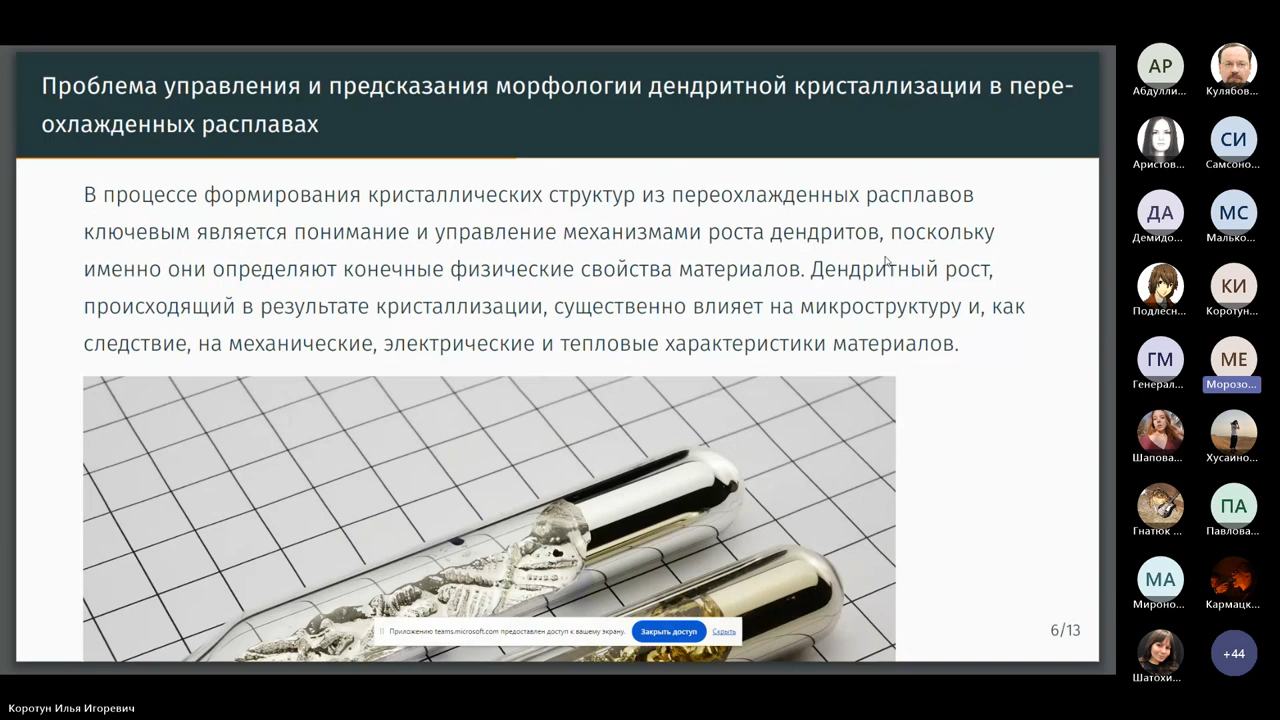 Проблема управления и предсказания морфологии дендритной кристаллизации в пере-
охлажденных расплавах
В процессе формирования кристаллических структур из переохлажденных расплавов
ключевым является понимание и управление механизмами роста дендритов, поскольку
именно они определяют конечные физические свойства материалов. Дендритный рост,
происходящий в результате кристаллизации, существенно влияет на микроструктуру и, как
следствие, на механические, электрические и тепловые характеристики материалов.
Приложению teams.microsoft.com предоставлен доступ к вашему экрану.
Закрыть доступ
Скрыть
6/13
АР
Абдулли...
Кулябов...
Аристов...
СИ
Самсоно...
ДА
Демидо...
МС
Малько...
Подлесн...
КИ
Коротун...
ГМ
Генерал...
МЕ
Морозо...
Шапова...
Хусаино...
Гнатюк ...
ПА
Павлова...
МА
Мироно...
Кармацк...
Шатохи...
+44
Коротун Илья Игоревич